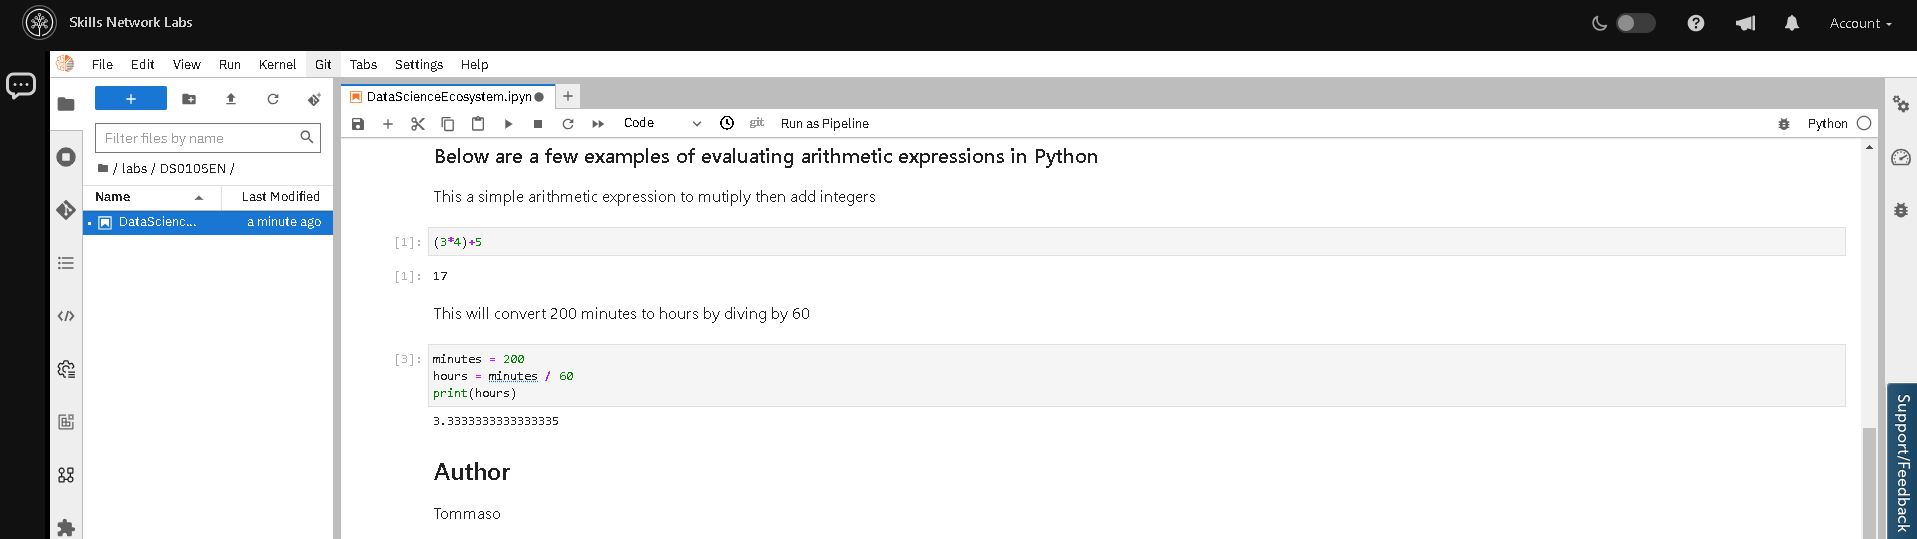 Skills Network Labs
Account
File Edit View Run Kernel Git Tabs Settings Help
+
DataScienceEcosystem.ipyn
+
Code
git
Run as Pipeline
Python
Filter files by name
/ labs / DS0105EN /
Name Last Modified
DataScienc... a minute ago
Below are a few examples of evaluating arithmetic expressions in Python
This a simple arithmetic expression to mutiply then add integers
[1]: (3*4)+5
[1]: 17
This will convert 200 minutes to hours by diving by 60
[3]: minutes = 200
hours = minutes / 60
print(hours)
3.3333333333333335
Author
Tommaso
Support/Feedback